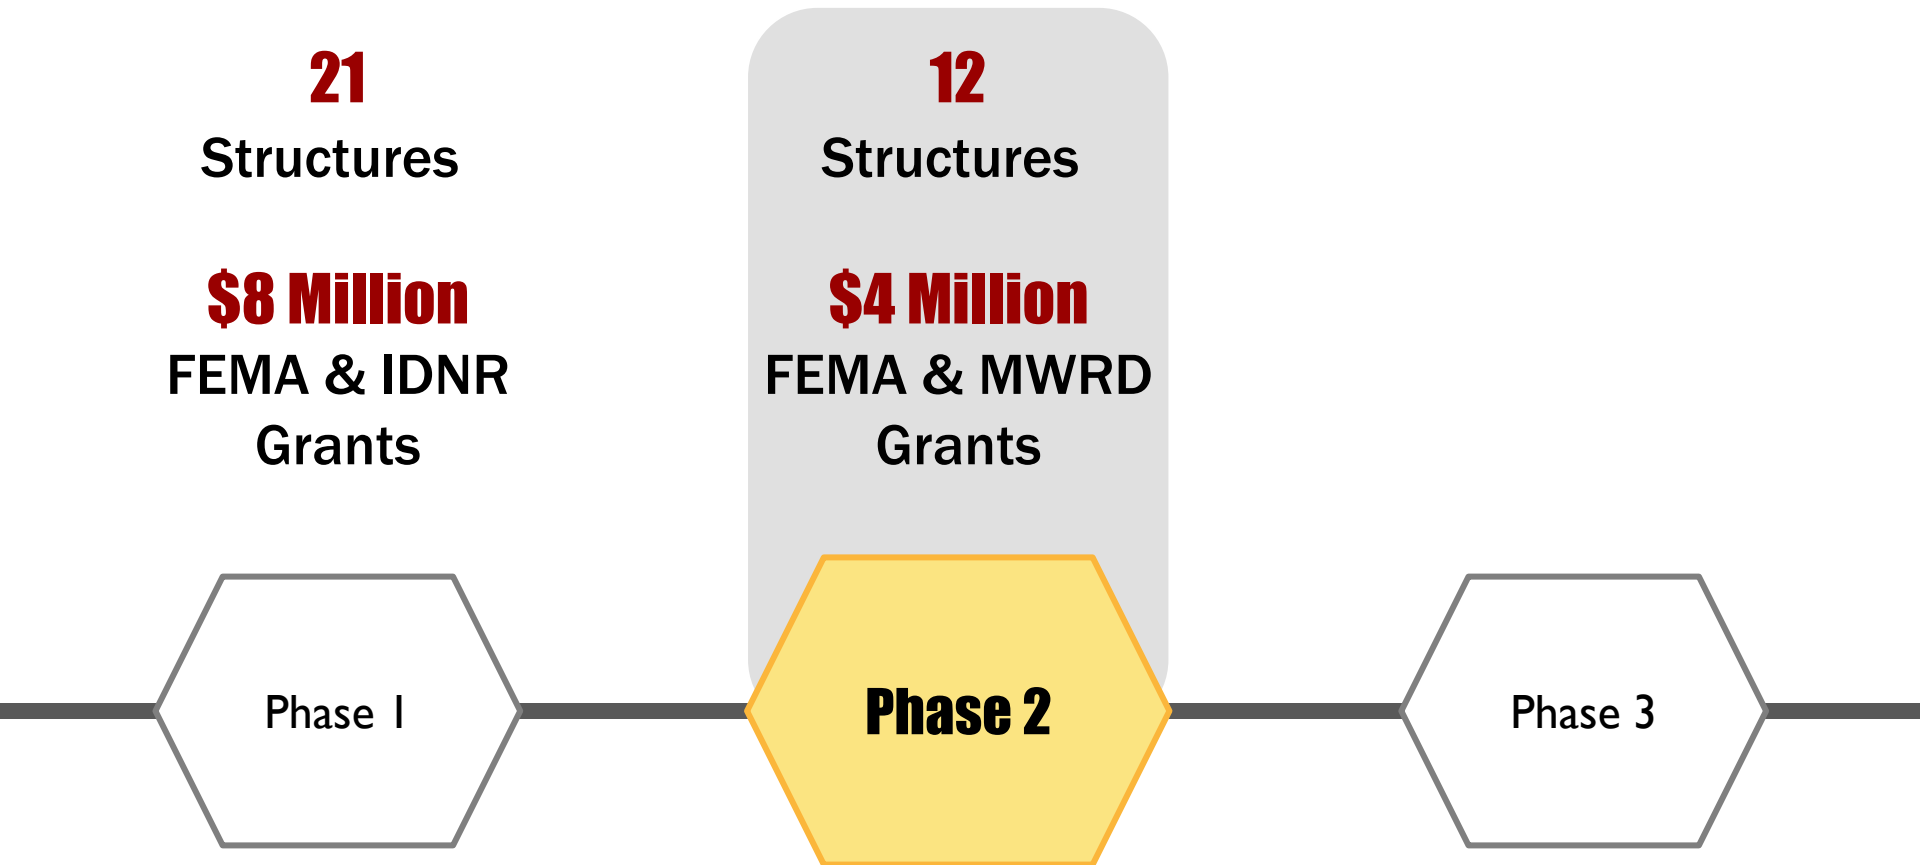 21
Structures
$8 Million
FEMA & IDNR
Grants
12
Structures
$4 Million
FEMA & MWRD
Grants
Phase 1
Phase 2
Phase 3